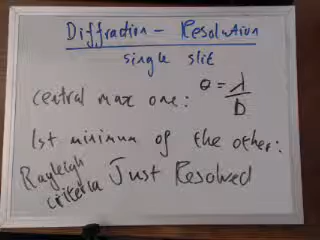 Diffraction - Resolution
single slit
central max one: θ = λ/D
1st minimum of the other:
Rayleigh criteria Just Resolved